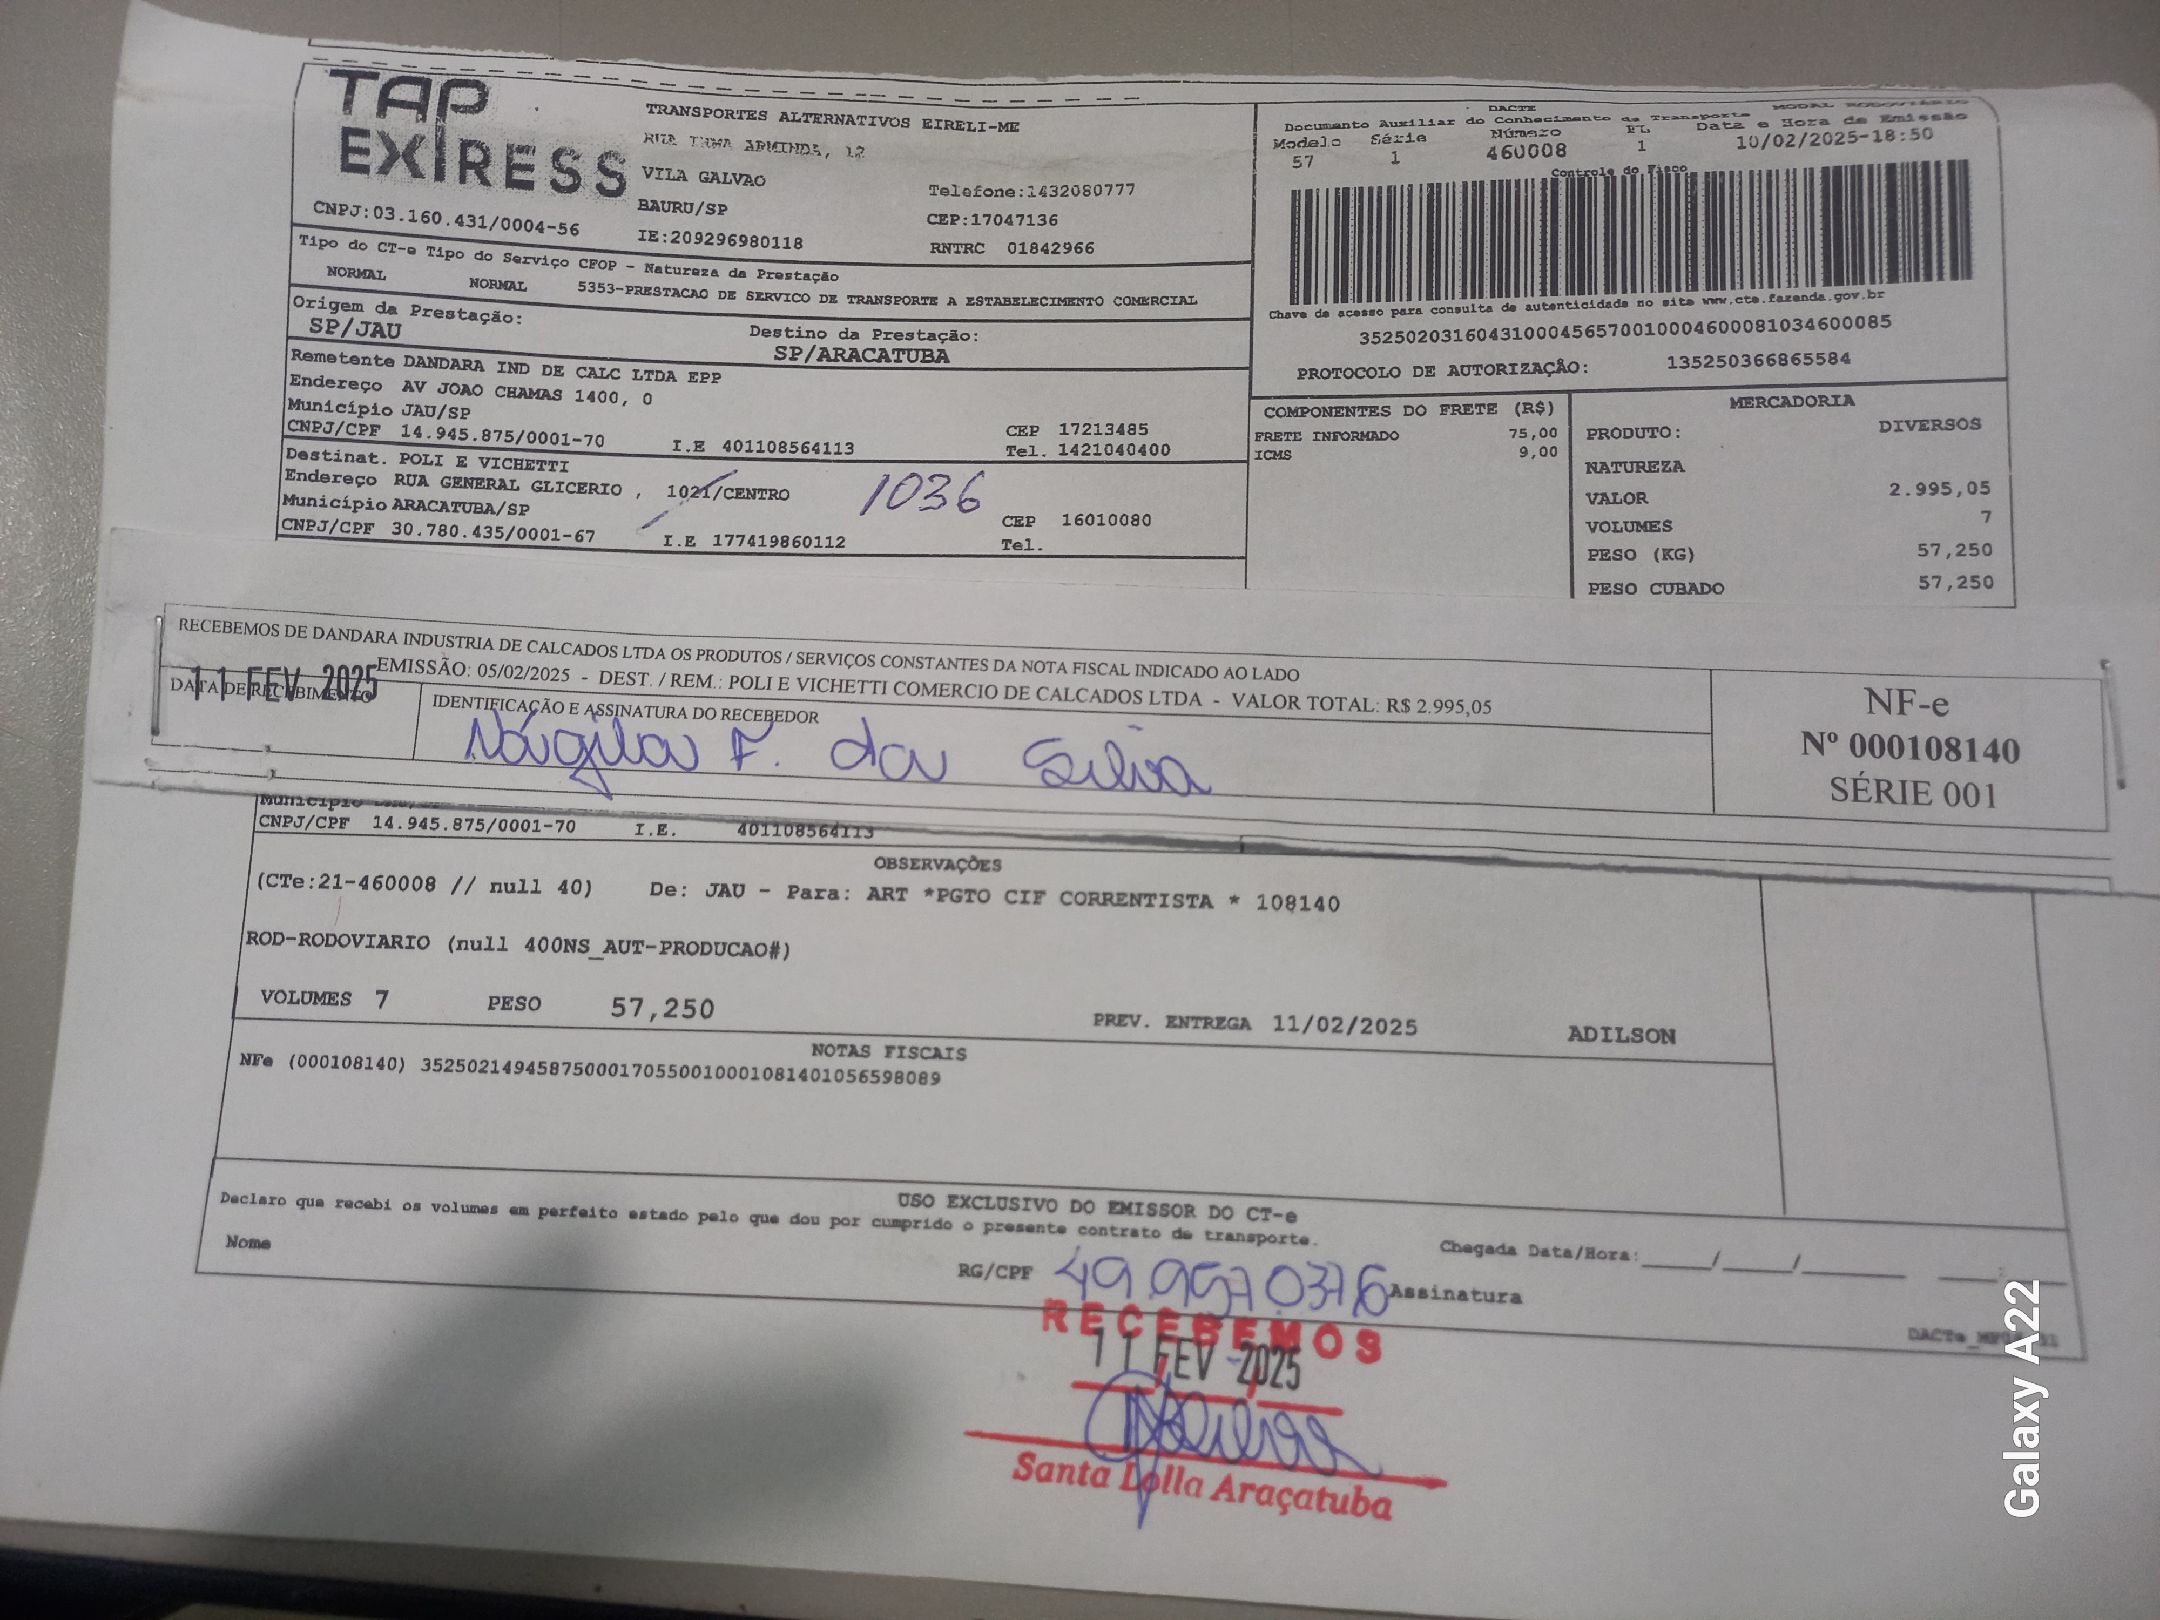 TAP
EXPRESS
TRANSPORTES ALTERNATIVOS EIRELI-ME
RUA IRMA ARMINDA, 12
VILA GALVAO
Telefone:1432080777
BAURU/SP
CEP:17047136
CNPJ:03.160.431/0004-56
IE:209296980118
RNTRC 01842966
DACTE
MODAL RODOVIÁRIO
Documento Auxiliar do Conhecimento de Transporte
Modelo Série Número FL Data e Hora de Emissão
57 1 460008 1 10/02/2025-18:50
Controle do Fisco
Chave de acesso para consulta de autenticidade no site www.cte.fazenda.gov.br
35250203160431000456570010004600081034600085
PROTOCOLO DE AUTORIZAÇÃO: 135250366865584
Tipo do CT-e Tipo do Serviço CFOP - Natureza da Prestação
NORMAL NORMAL 5353-PRESTACAO DE SERVICO DE TRANSPORTE A ESTABELECIMENTO COMERCIAL
Origem da Prestação: Destino da Prestação:
SP/JAU SP/ARACATUBA
Remetente DANDARA IND DE CALC LTDA EPP
Endereço AV JOAO CHAMAS 1400, 0
Município JAU/SP CEP 17213485
CNPJ/CPF 14.945.875/0001-70 I.E 401108564113 Tel. 1421040400
Destinat. POLI E VICHETTI
Endereço RUA GENERAL GLICERIO , 1021/CENTRO 1036
Município ARACATUBA/SP CEP 16010080
CNPJ/CPF 30.780.435/0001-67 I.E 177419860112 Tel.
COMPONENTES DO FRETE (R$)
FRETE INFORMADO 75,00
ICMS 9,00
MERCADORIA
PRODUTO: DIVERSOS
NATUREZA
VALOR 2.995,05
VOLUMES 7
PESO (KG) 57,250
PESO CUBADO 57,250
RECEBEMOS DE DANDARA INDUSTRIA DE CALCADOS LTDA OS PRODUTOS / SERVIÇOS CONSTANTES DA NOTA FISCAL INDICADO AO LADO
EMISSÃO: 05/02/2025 - DEST. / REM.: POLI E VICHETTI COMERCIO DE CALCADOS LTDA - VALOR TOTAL: R$ 2.995,05
11 FEV 2025
DATA DE RECEBIMENTO
IDENTIFICAÇÃO E ASSINATURA DO RECEBEDOR
Nágila F. da Silva
NF-e
Nº 000108140
SÉRIE 001
Município
CNPJ/CPF 14.945.875/0001-70 I.E. 401108564113
OBSERVAÇÕES
(CTe:21-460008 // null 40) De: JAU - Para: ART *PGTO CIF CORRENTISTA * 108140
ROD-RODOVIARIO (null 400NS_AUT-PRODUCAO#)
VOLUMES 7 PESO 57,250 PREV. ENTREGA 11/02/2025 ADILSON
NOTAS FISCAIS
NFe (000108140) 35250214945875000170550010001081401056598089
USO EXCLUSIVO DO EMISSOR DO CT-e
Declaro que recebi os volumes em perfeito estado pelo que dou por cumprido o presente contrato de transporte.
Nome RG/CPF 49 9570376 Assinatura
Chegada Data/Hora: / /
RECEBEMOS
11 FEV 2025
Santa Lolla Araçatuba
Galaxy A22